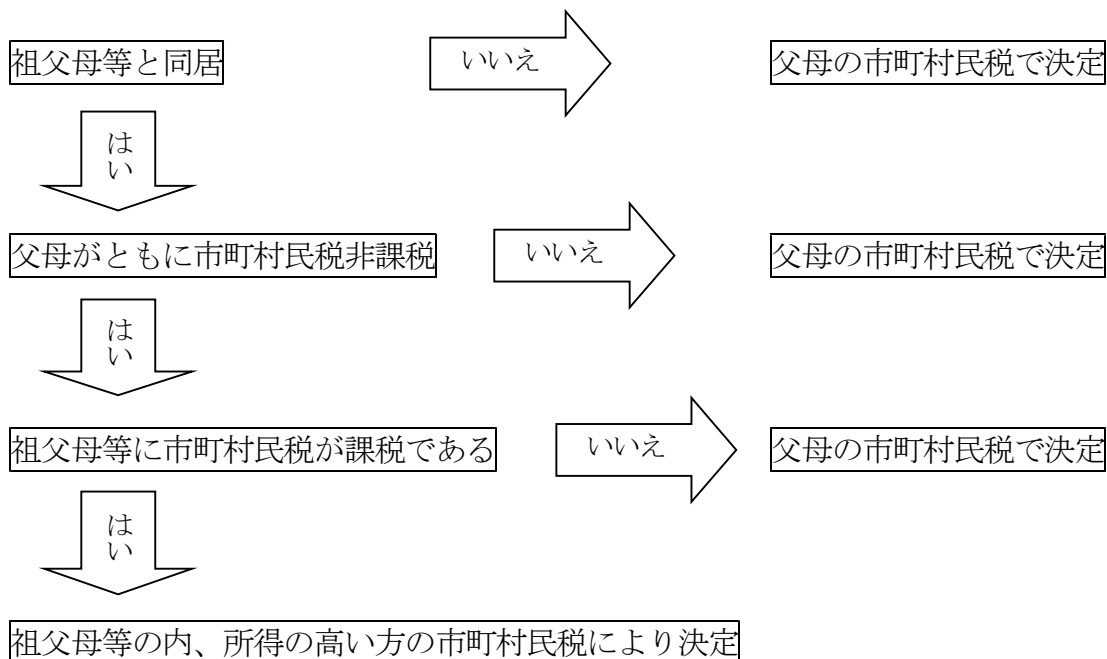 祖父母等と同居
いいえ
父母の市町村民税で決定
はい
父母がともに市町村民税非課税
いいえ
父母の市町村民税で決定
はい
祖父母等に市町村民税が課税である
いいえ
父母の市町村民税で決定
はい
祖父母等の内、所得の高い方の市町村民税により決定